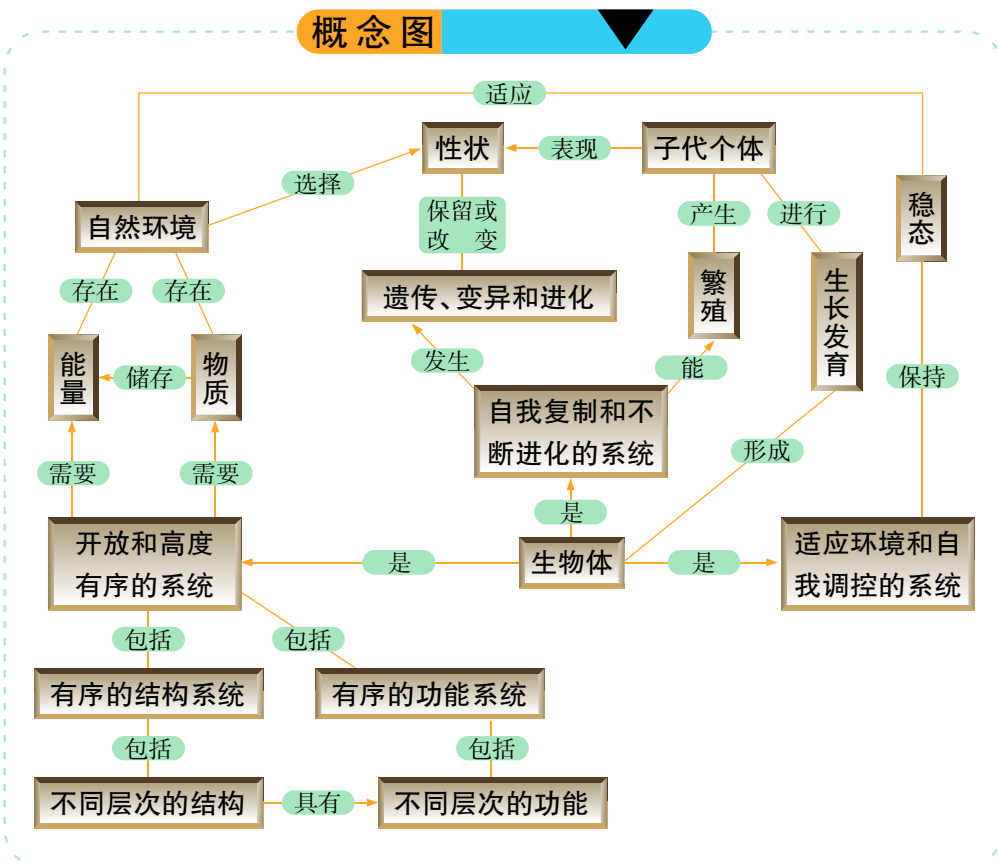 概念图
适应
性状
表现
子代个体
选择
保留或
改 变
产生
进行
稳态
自然环境
存在
存在
遗传、变异和进化
繁殖
生长发育
能量
储存
物质
发生
能
保持
自我复制和不
断进化的系统
形成
需要
需要
是
开放和高度
有序的系统
是
生物体
是
适应环境和自
我调控的系统
包括
包括
有序的结构系统
有序的功能系统
包括
包括
不同层次的结构
具有
不同层次的功能